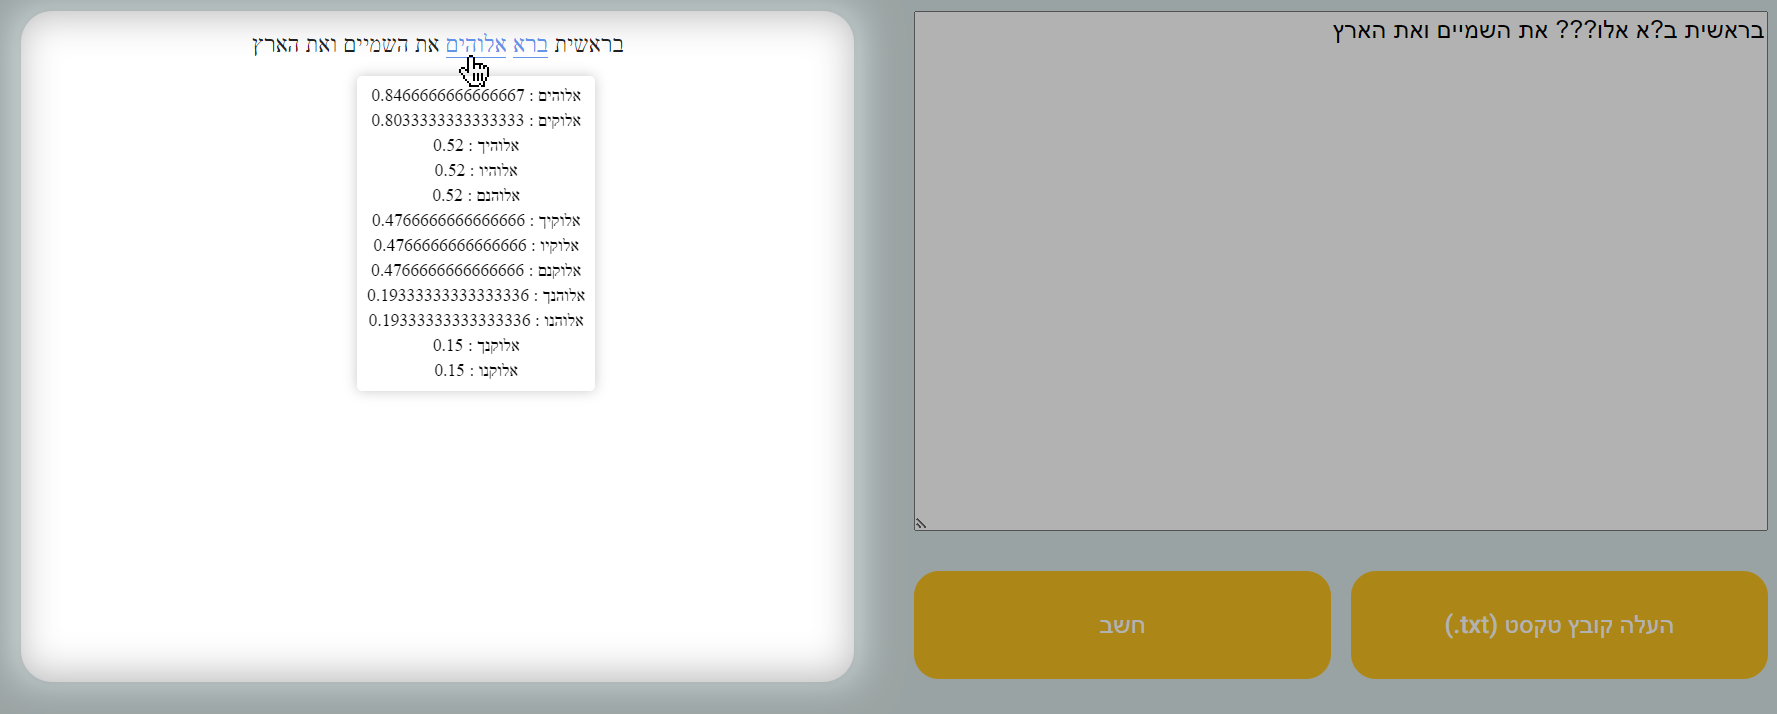 בראשית ברא אלוהים את השמיים ואת הארץ
אלוהים : 0.8466666666666667
אלוקים : 0.8033333333333333
אלוהיך : 0.52
אלוהיו : 0.52
אלוהנם : 0.52
אלוקיך : 0.4766666666666666
אלוקיו : 0.4766666666666666
אלוקנם : 0.4766666666666666
אלוהנך : 0.19333333333333336
אלוהנו : 0.19333333333333336
אלוקנך : 0.15
אלוקנו : 0.15
בראשית ב?א אלו??? את השמיים ואת הארץ
העלה קובץ טקסט (txt.)
חשב